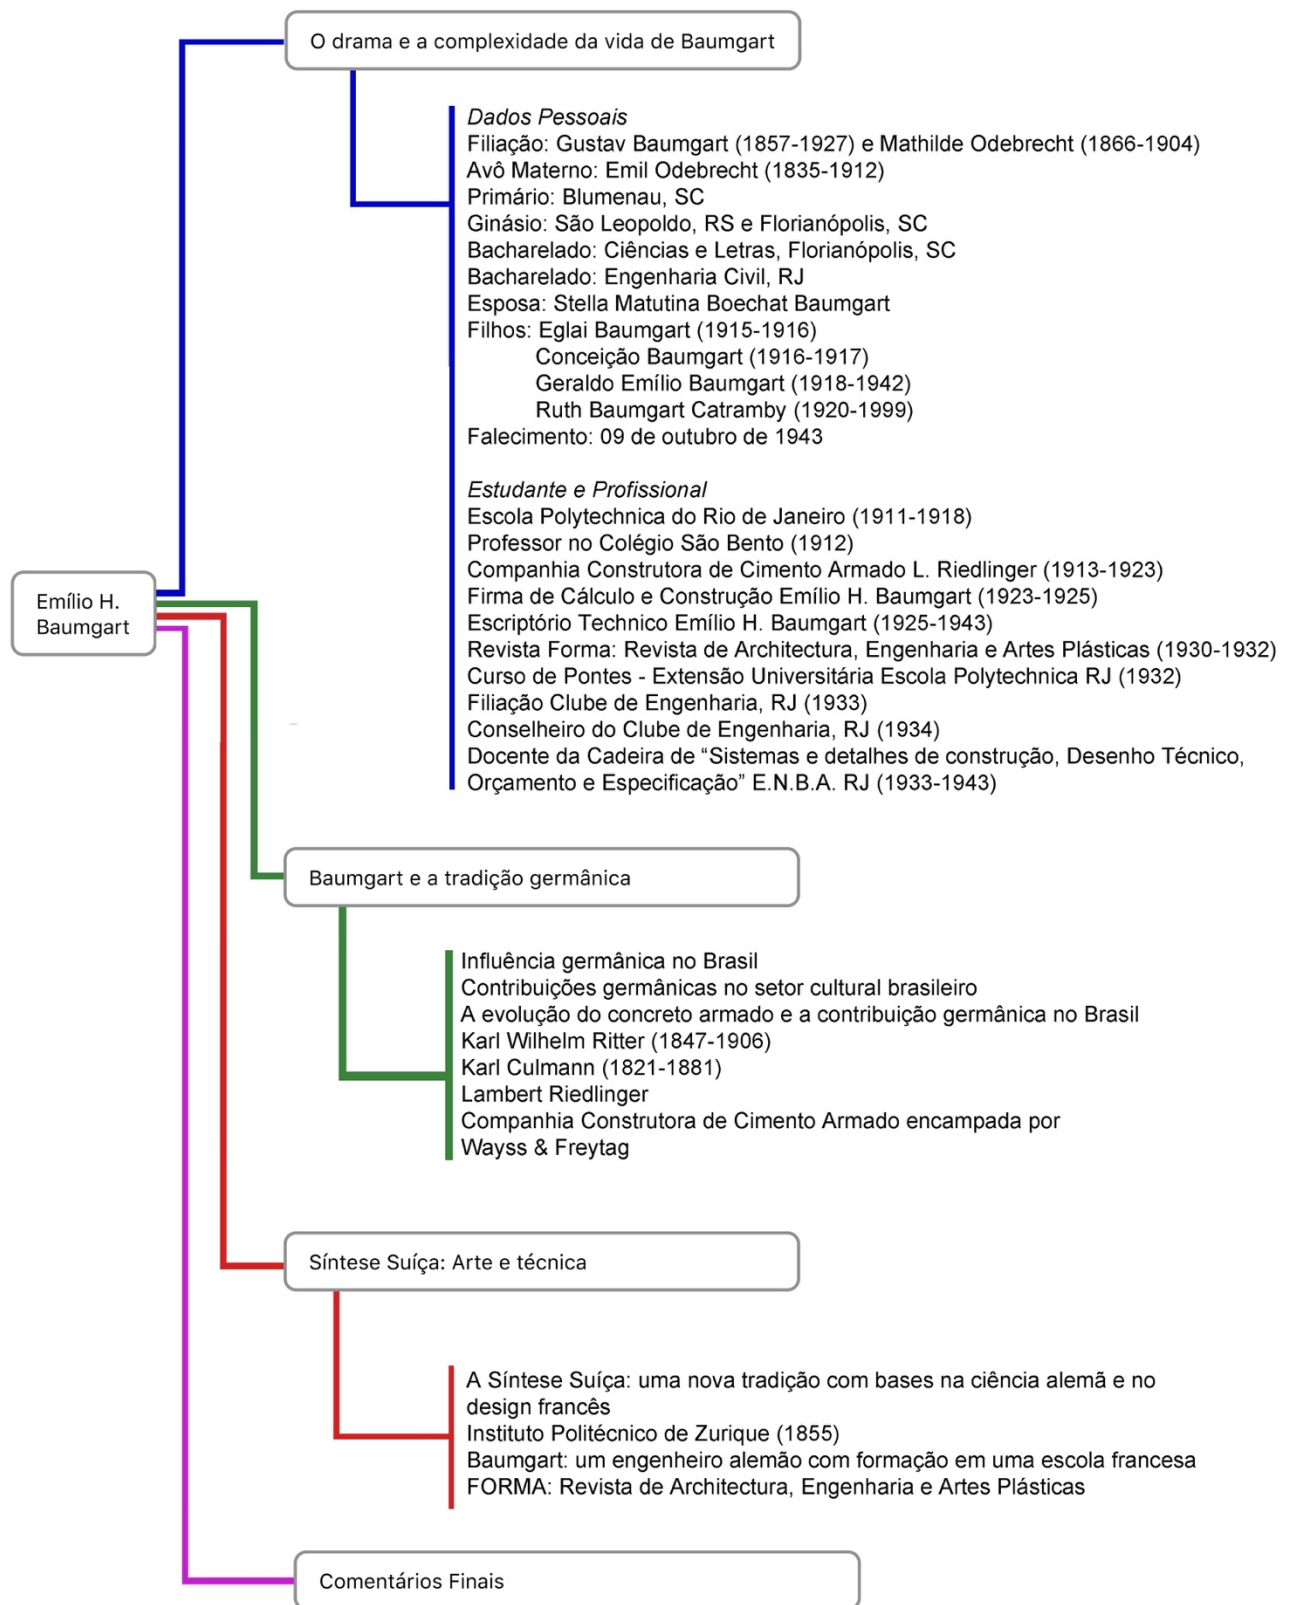 O drama e a complexidade da vida de Baumgart
Dados Pessoais
Filiação: Gustav Baumgart (1857-1927) e Mathilde Odebrecht (1866-1904)
Avô Materno: Emil Odebrecht (1835-1912)
Primário: Blumenau, SC
Ginásio: São Leopoldo, RS e Florianópolis, SC
Bacharelado: Ciências e Letras, Florianópolis, SC
Bacharelado: Engenharia Civil, RJ
Esposa: Stella Matutina Boechat Baumgart
Filhos: Eglai Baumgart (1915-1916)
Conceição Baumgart (1916-1917)
Geraldo Emílio Baumgart (1918-1942)
Ruth Baumgart Catramby (1920-1999)
Falecimento: 09 de outubro de 1943
Estudante e Profissional
Escola Polytechnica do Rio de Janeiro (1911-1918)
Professor no Colégio São Bento (1912)
Companhia Construtora de Cimento Armado L. Riedlinger (1913-1923)
Firma de Cálculo e Construção Emílio H. Baumgart (1923-1925)
Escriptório Technico Emílio H. Baumgart (1925-1943)
Revista Forma: Revista de Architectura, Engenharia e Artes Plásticas (1930-1932)
Curso de Pontes - Extensão Universitária Escola Polytechnica RJ (1932)
Filiação Clube de Engenharia, RJ (1933)
Conselheiro do Clube de Engenharia, RJ (1934)
Docente da Cadeira de “Sistemas e detalhes de construção, Desenho Técnico,
Orçamento e Especificação” E.N.B.A. RJ (1933-1943)
Emílio H.
Baumgart
Baumgart e a tradição germânica
Influência germânica no Brasil
Contribuições germânicas no setor cultural brasileiro
A evolução do concreto armado e a contribuição germânica no Brasil
Karl Wilhelm Ritter (1847-1906)
Karl Culmann (1821-1881)
Lambert Riedlinger
Companhia Construtora de Cimento Armado encampada por
Wayss & Freytag
Síntese Suíça: Arte e técnica
A Síntese Suíça: uma nova tradição com bases na ciência alemã e no
design francês
Instituto Politécnico de Zurique (1855)
Baumgart: um engenheiro alemão com formação em uma escola francesa
FORMA: Revista de Architectura, Engenharia e Artes Plásticas
Comentários Finais